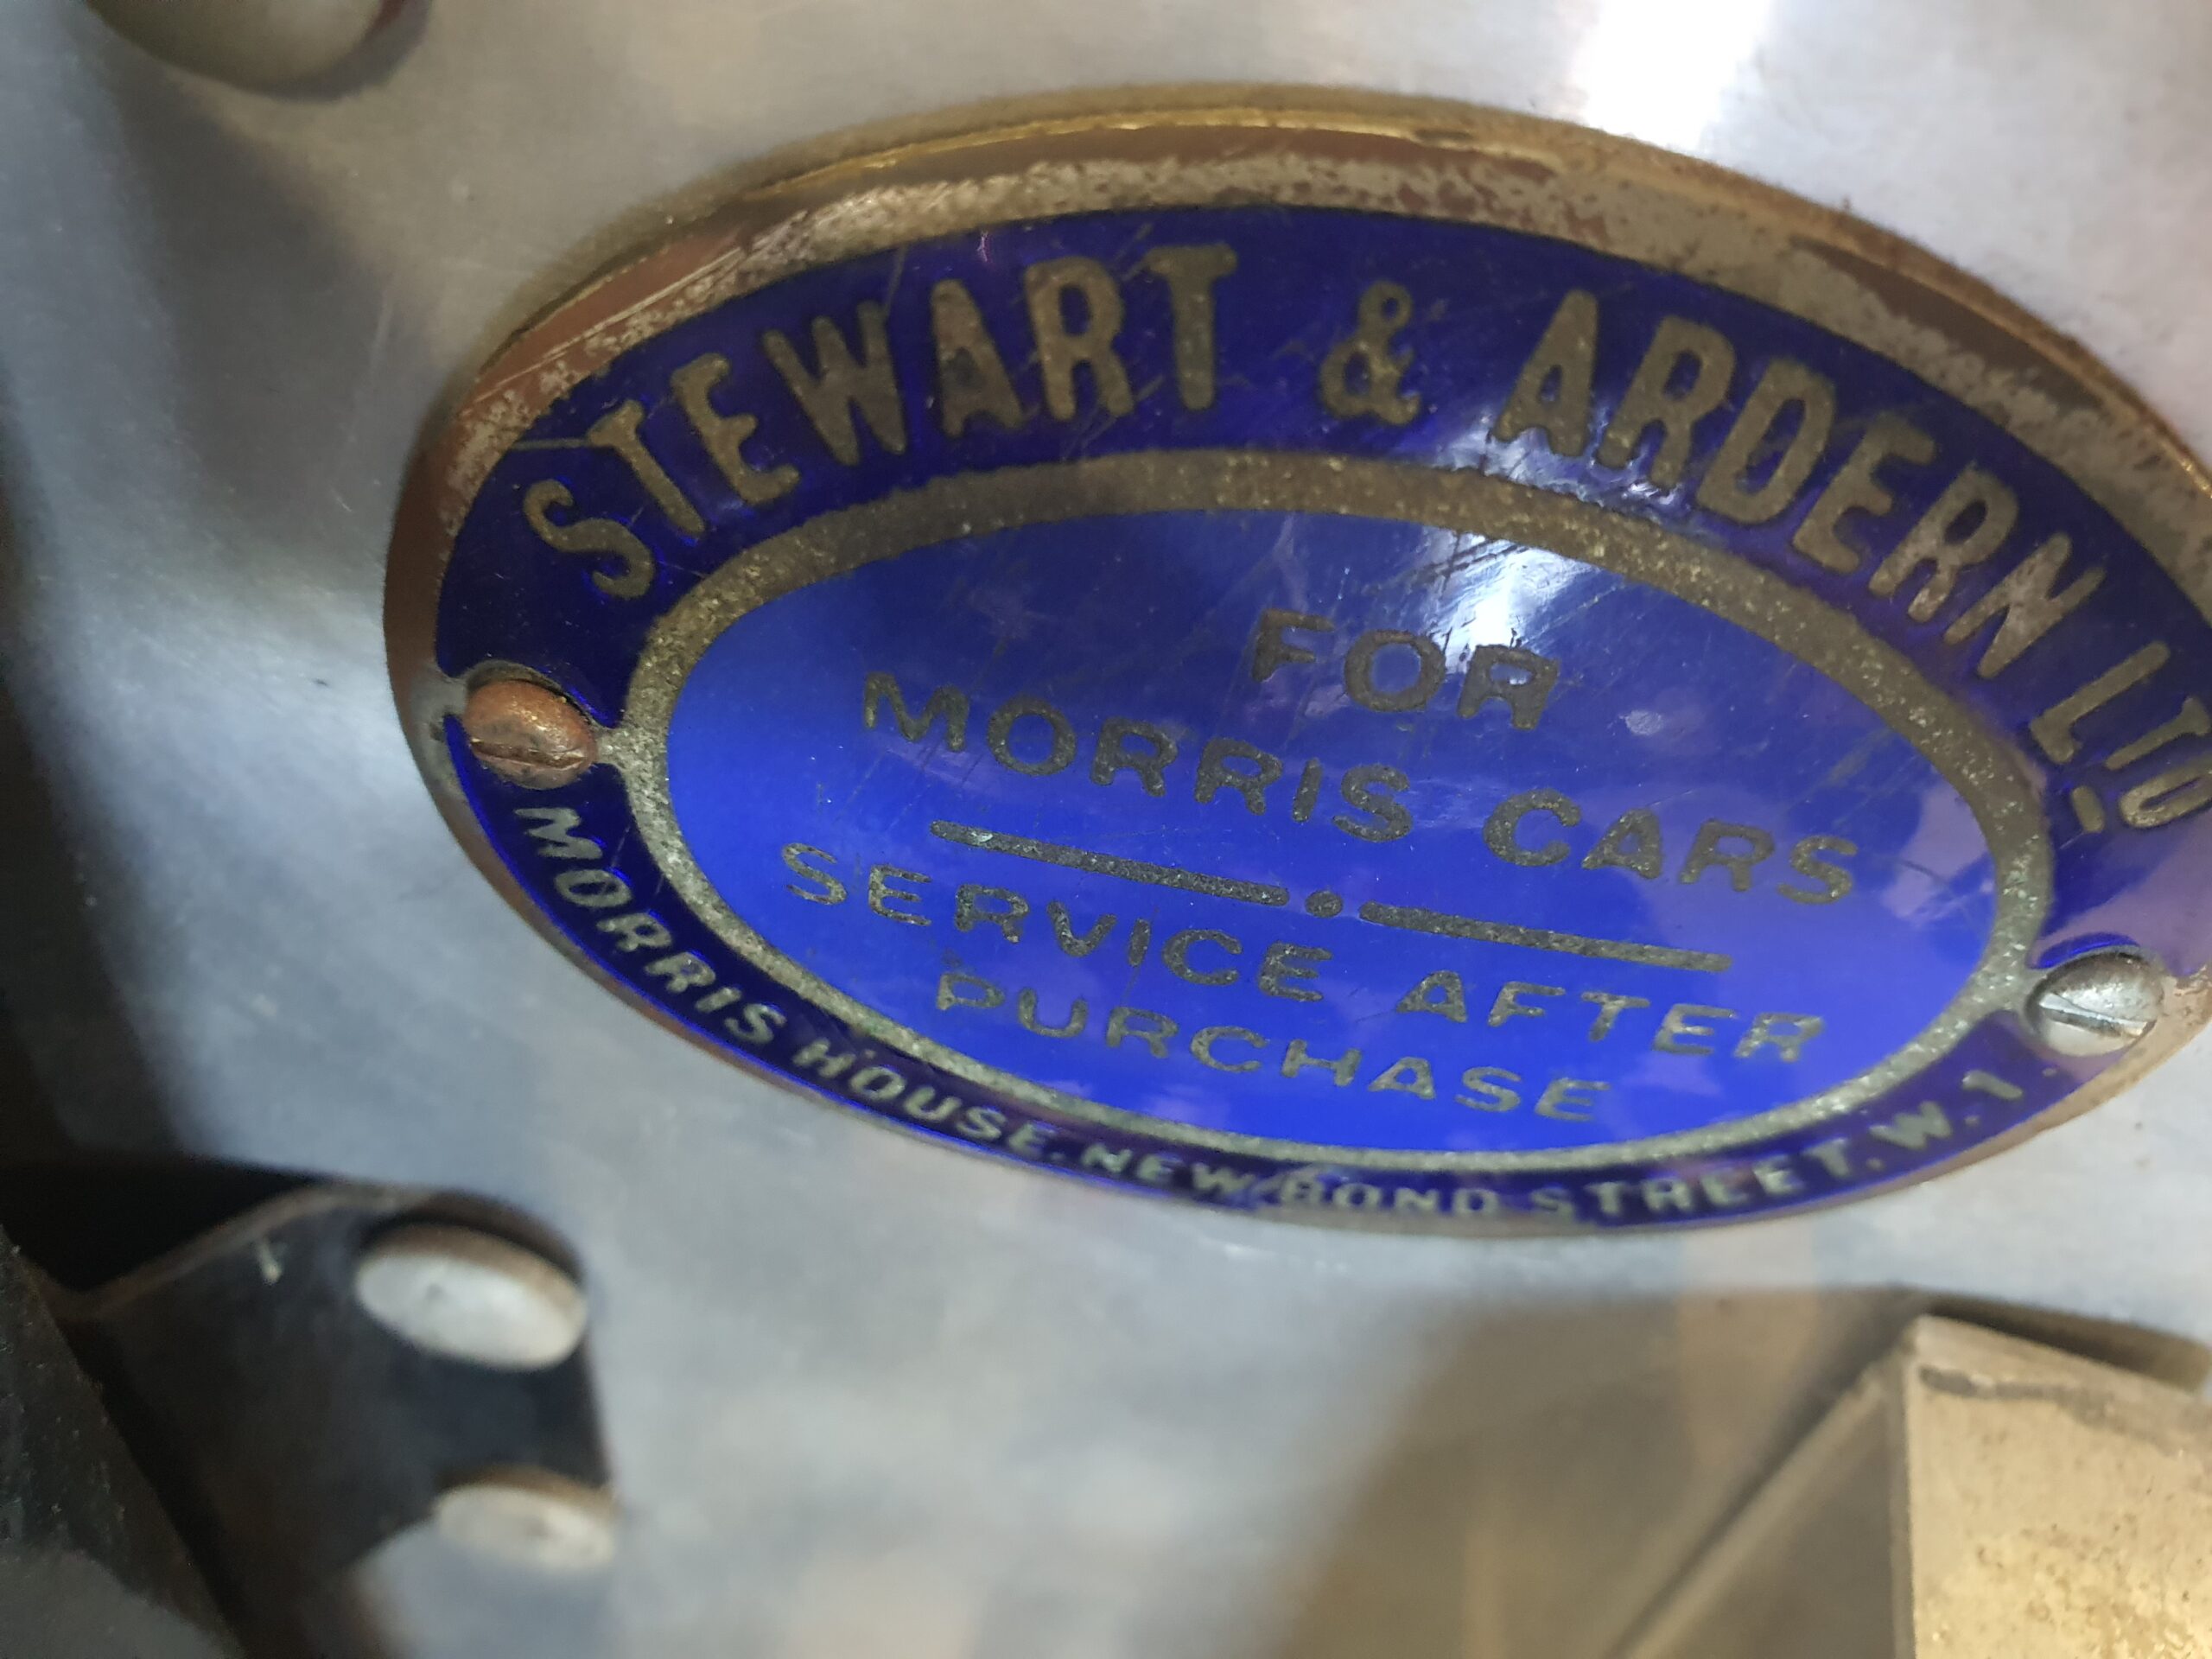 STEWART & ARDERN LTD
FOR
MORRIS CARS
SERVICE AFTER
PURCHASE
MORRIS HOUSE. NEW BOND STREET. W.1.